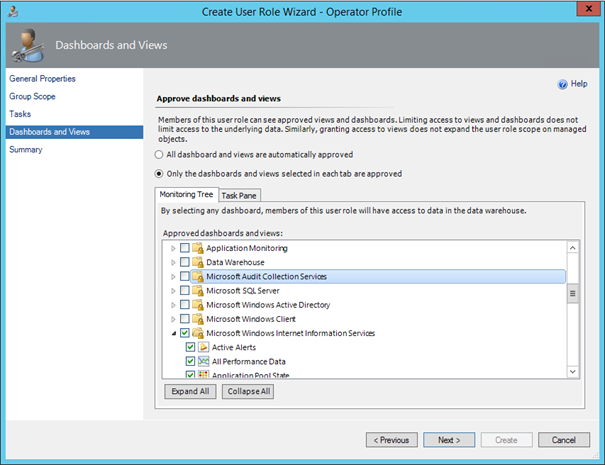 Create User Role Wizard - Operator Profile
x
Dashboards and Views
General Properties
Group Scope
Tasks
Dashboards and Views
Summary
Help
Approve dashboards and views
Members of this user role can see approved views and dashboards. Limiting access to views and dashboards does not
limit access to the underlying data. Similarly, granting access to views does not expand the user role scope on managed
objects.
All dashboard and views are automatically approved
Only the dashboards and views selected in each tab are approved
Monitoring Tree
Task Pane
By selecting any dashboard, members of this user role will have access to data in the data warehouse.
Approved dashboards and views:
Application Monitoring
Data Warehouse
Microsoft Audit Collection Services
Microsoft SQL Server
Microsoft Windows Active Directory
Microsoft Windows Client
Microsoft Windows Internet Information Services
Active Alerts
All Performance Data
Application Pool State
Expand All
Collapse All
< Previous
Next >
Create
Cancel